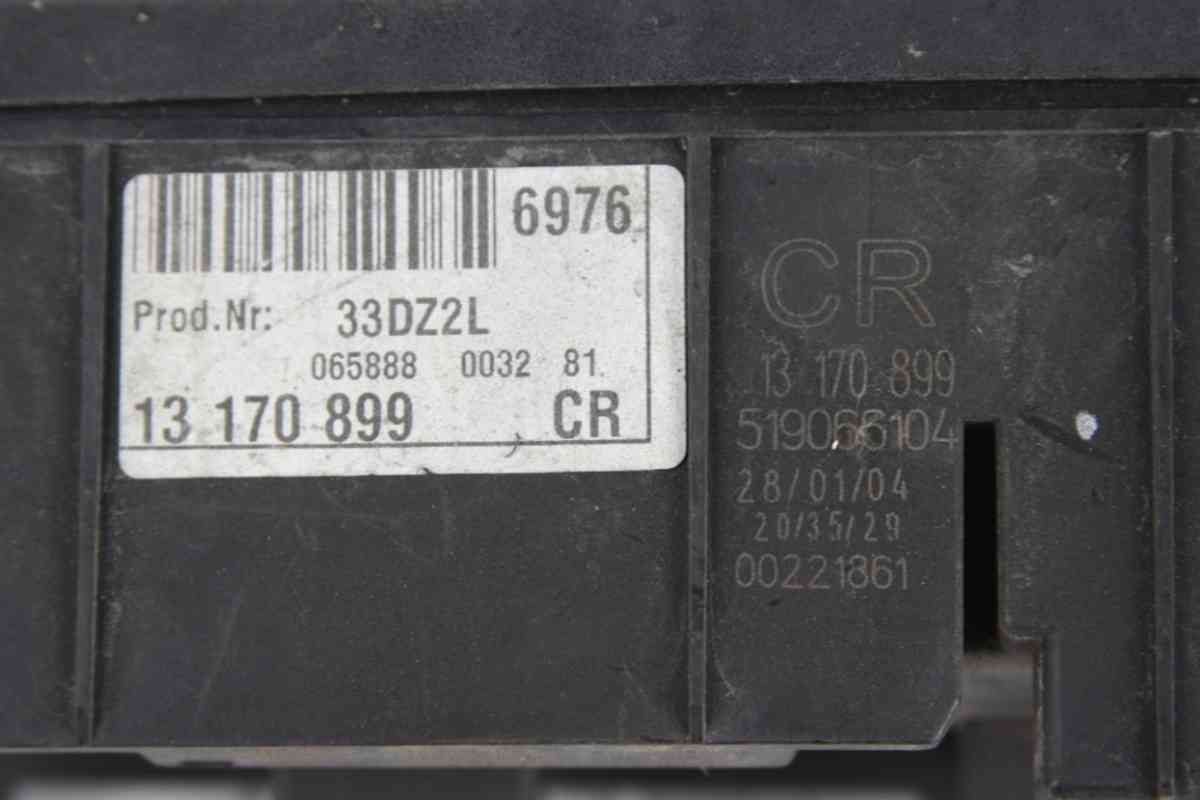 6976
Prod.Nr: 33DZ2L
065888 0032 81.
13 170 899 CR
CR
13 170 899
519066104
28/01/04
20/35/29
00221861